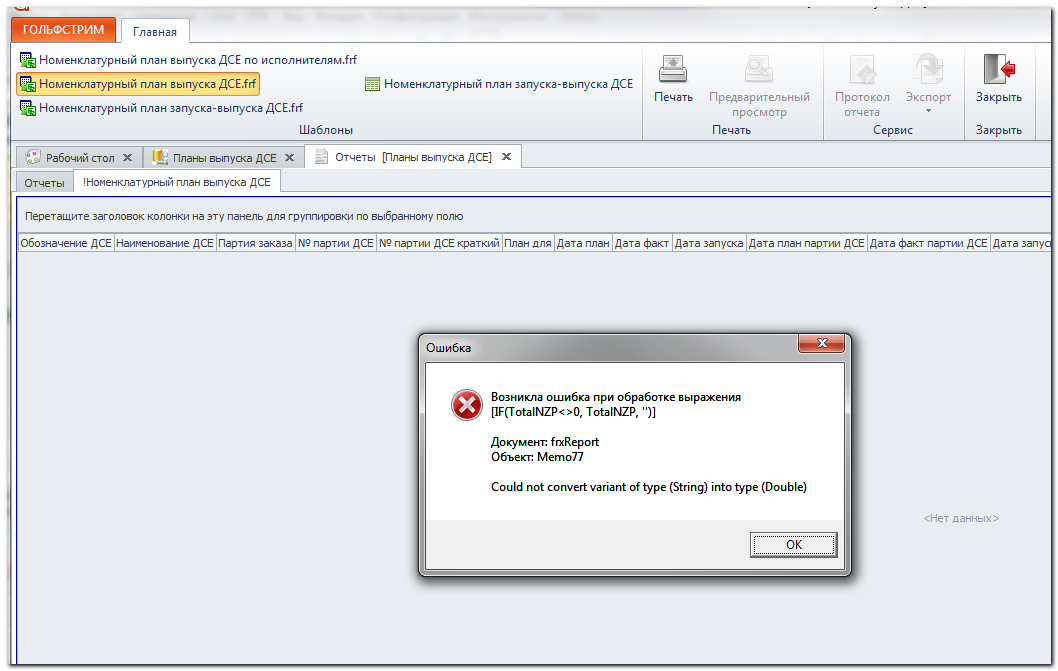 ГОЛЬФСТРИМ
Главная
Номенклатурный план выпуска ДСЕ по исполнителям.frf
Номенклатурный план выпуска ДСЕ.frf
Номенклатурный план запуска-выпуска ДСЕ
Номенклатурный план запуска-выпуска ДСЕ.frf
Шаблоны
Печать
Предварительный
просмотр
Печать
Протокол
отчета
Экспорт
Сервис
Закрыть
Закрыть
Рабочий стол
Планы выпуска ДСЕ
Отчеты [Планы выпуска ДСЕ]
Отчеты
!Номенклатурный план выпуска ДСЕ
Перетащите заголовок колонки на эту панель для группировки по выбранному полю
Обозначение ДСЕ Наименование ДСЕ Партия заказа № партии ДСЕ № партии ДСЕ краткий План для Дата план Дата факт Дата запуска Дата план партии ДСЕ Дата факт партии ДСЕ Дата запус
Ошибка
Возникла ошибка при обработке выражения
[IF(TotalNZP<>0, TotalNZP, '')]
Документ: frxReport
Объект: Memo77
Could not convert variant of type (String) into type (Double)
OK
<Нет данных>